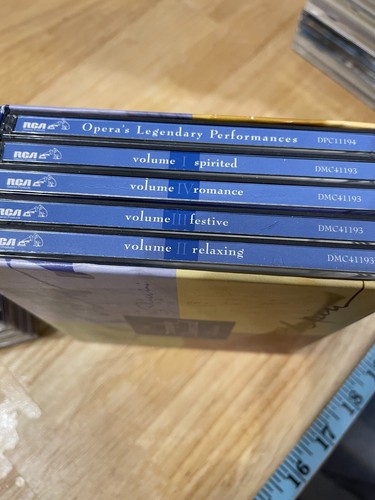 RCA Opera's Legendary Performances DPC11194
RCA volume I spirited DMC41193
RCA volume IV romance DMC41193
RCA volume III festive DMC41193
RCA volume II relaxing DMC41193
16 17 18